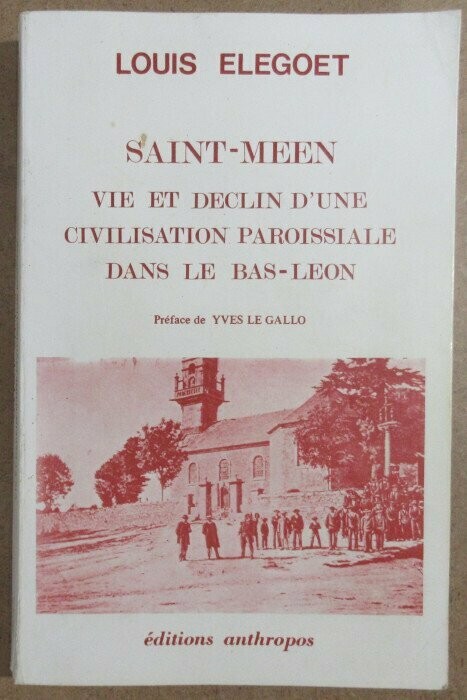 LOUIS ELEGOET
SAINT-MEEN
VIE ET DECLIN D'UNE
CIVILISATION PAROISSIALE
DANS LE BAS-LEON
Préface de YVES LE GALLO
éditions anthropos